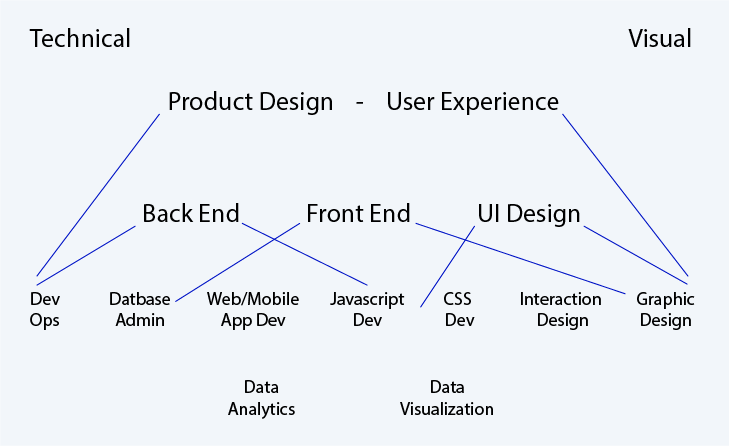 Technical Visual
Product Design - User Experience
Back End Front End UI Design
Dev Datbase Web/Mobile Javascript CSS Interaction Graphic
Ops Admin App Dev Dev Dev Design Design
Data Data
Analytics Visualization